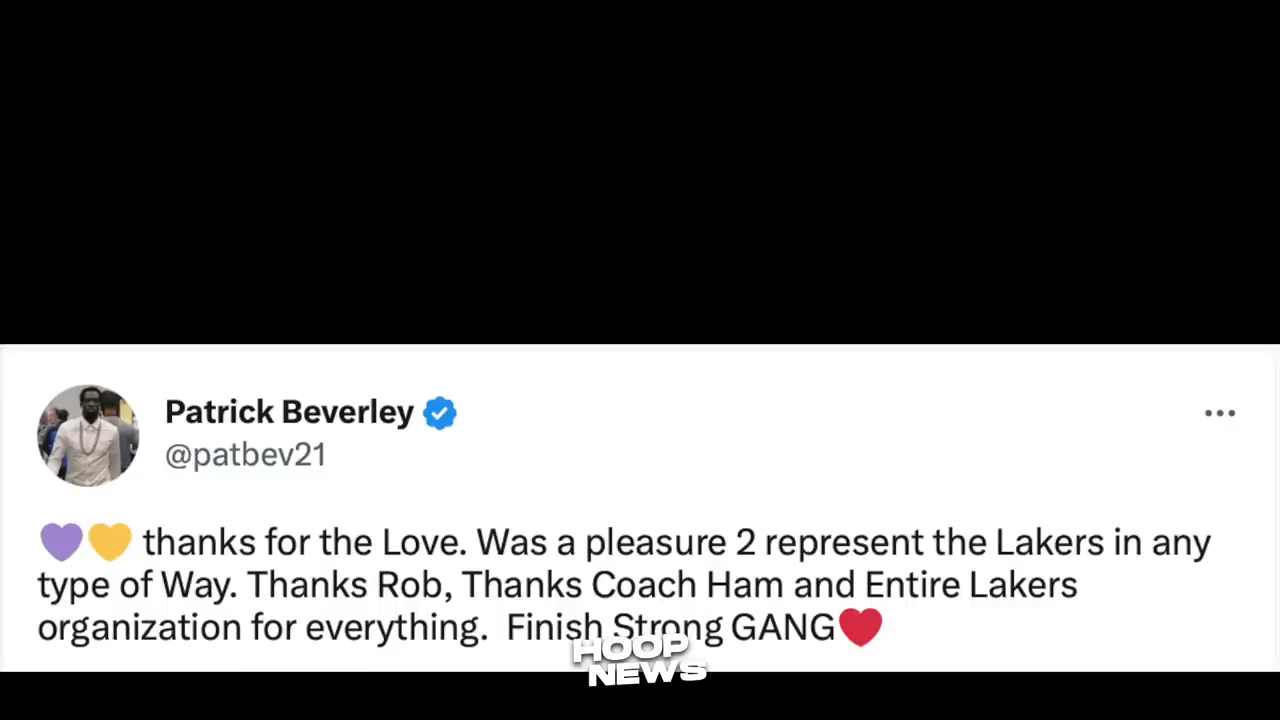 Patrick Beverley
@patbev21
💜💛 thanks for the Love. Was a pleasure 2 represent the Lakers in any
type of Way. Thanks Rob, Thanks Coach Ham and Entire Lakers
organization for everything.  Finish Strong GANG❤️
HOOP
NEWS